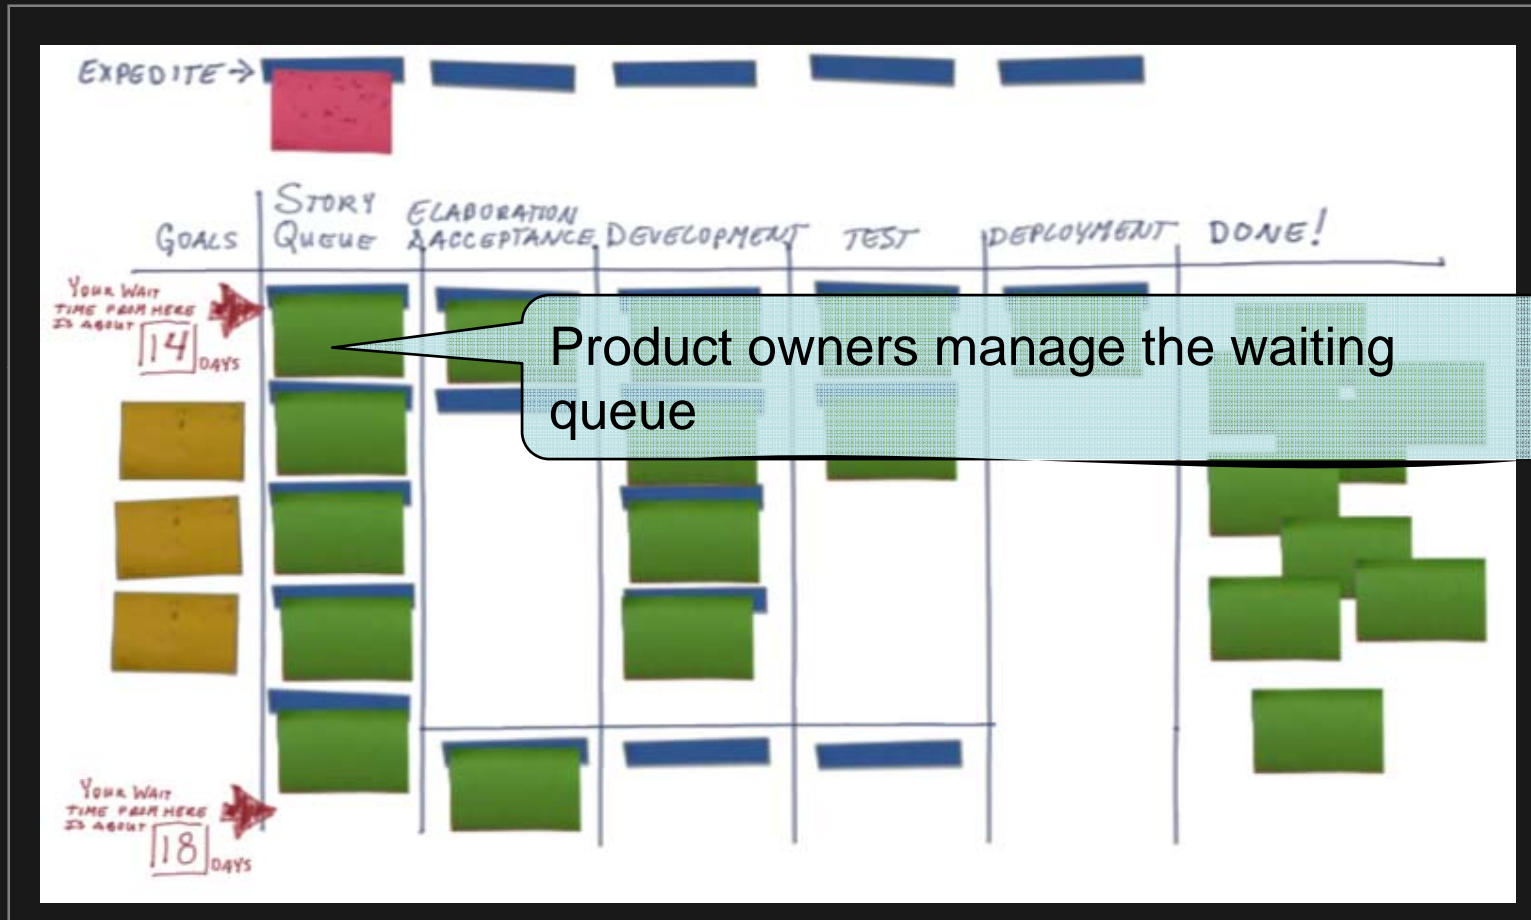 EXPEDITE →
STORY
QUEUE
ELABORATION
& ACCEPTANCE
GOALS
DEVELOPMENT
TEST
DEPLOYMENT
DONE!
YOUR WAIT
TIME FROM HERE
IS ABOUT
14 DAYS
Product owners manage the waiting
queue
YOUR WAIT
TIME FROM HERE
IS ABOUT
18 DAYS